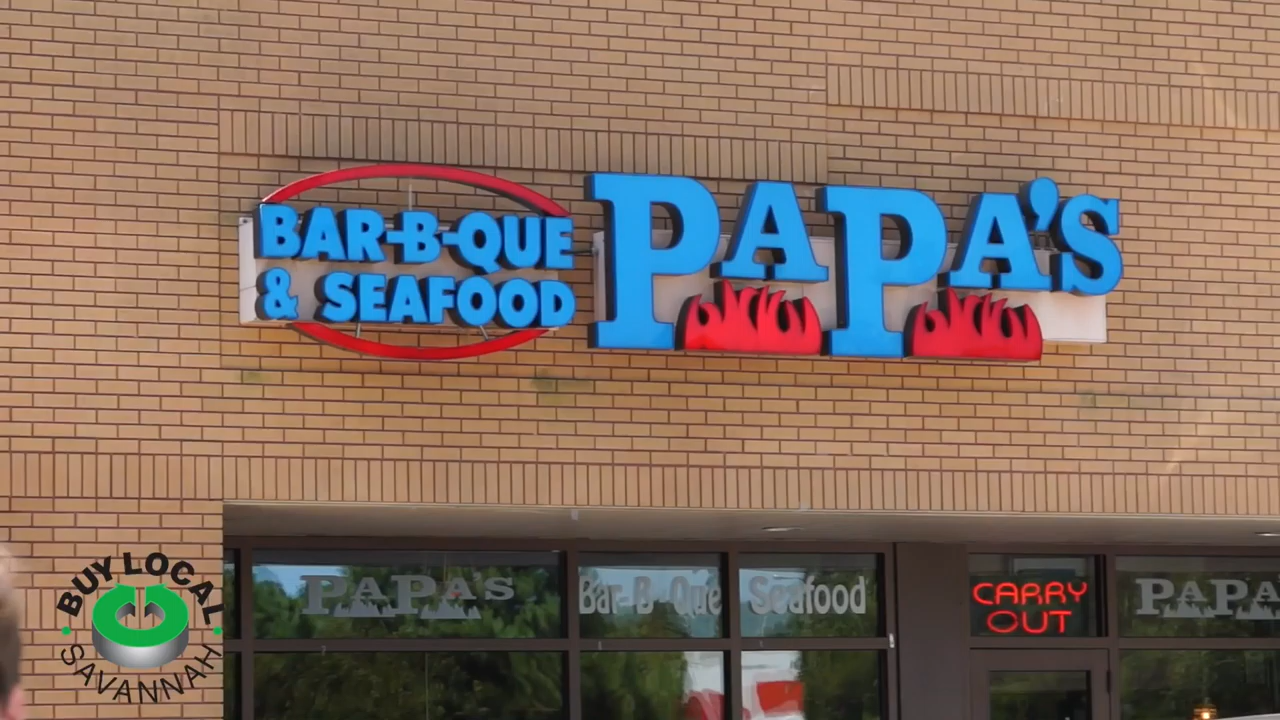 BAR-B-QUE
& SEAFOOD
PAPA'S
PAPA'S
Bar-B-Que
Seafood
CARRY
OUT
PAPA
BUY LOCAL
SAVANNAH